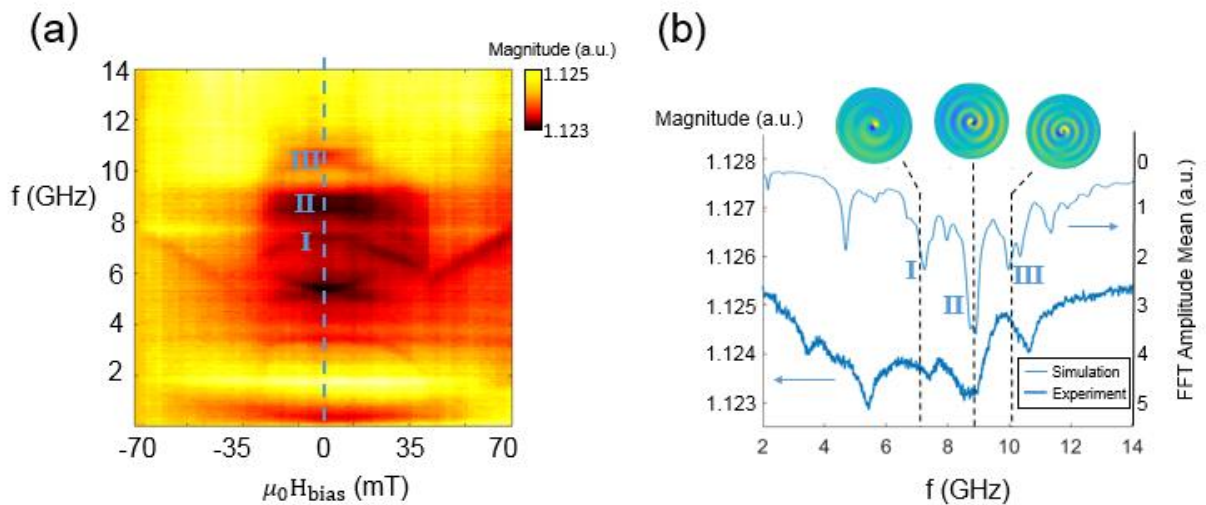 (a)
Magnitude (a.u.)
1.125
1.123
14
12
10
f (GHz)
8
6
4
2
III
II
I
-70
-35
0
35
70
μ₀H_bias (mT)
(b)
Magnitude (a.u.)
1.128
1.127
1.126
1.125
1.124
1.123
I
II
III
0
1
2
3
4
5
FFT Amplitude Mean (a.u.)
Simulation
Experiment
2
4
6
8
10
12
14
f (GHz)